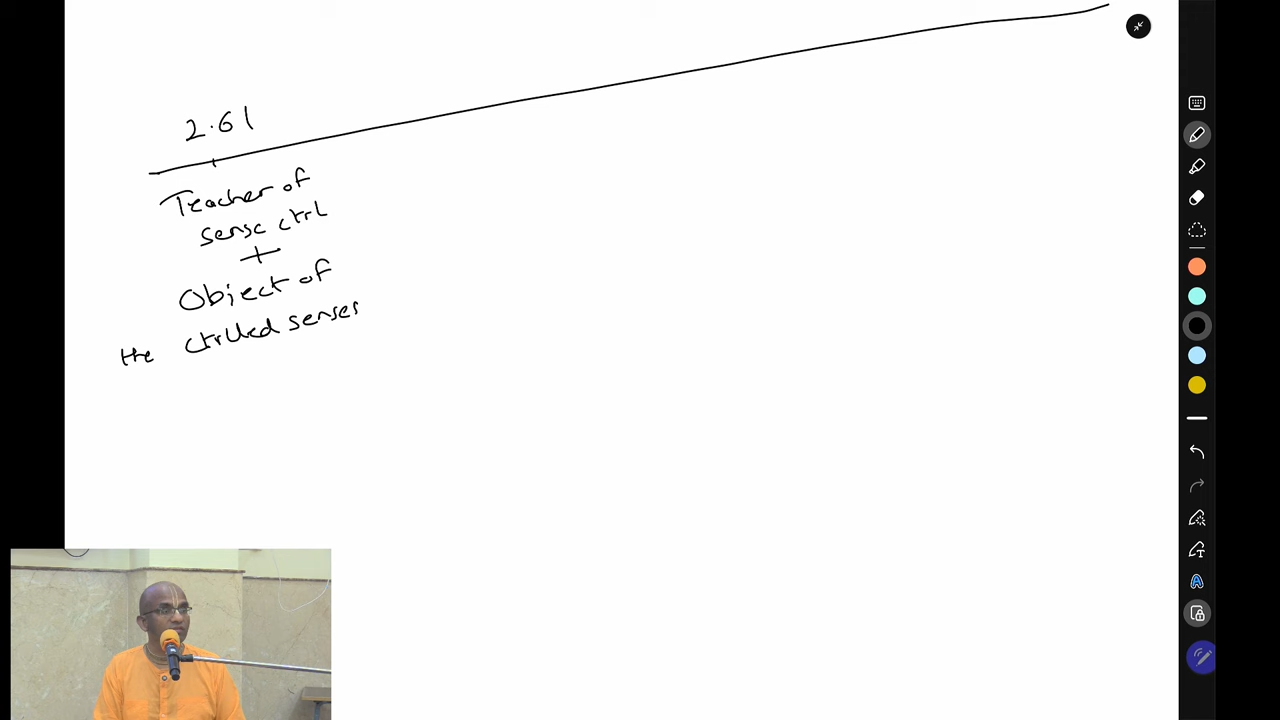 2.61
Teacher of
sense ctrl
+
Object of
the ctrlled senses